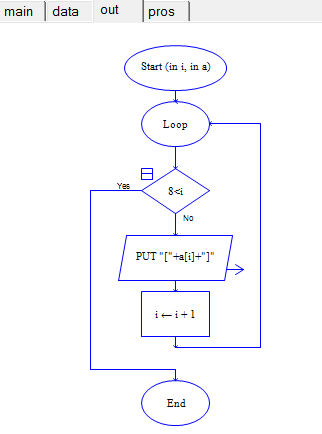 main data out pros
Start (in i, in a)
Loop
8<i
Yes
No
PUT "["+a[i]+"]"
i ← i + 1
End